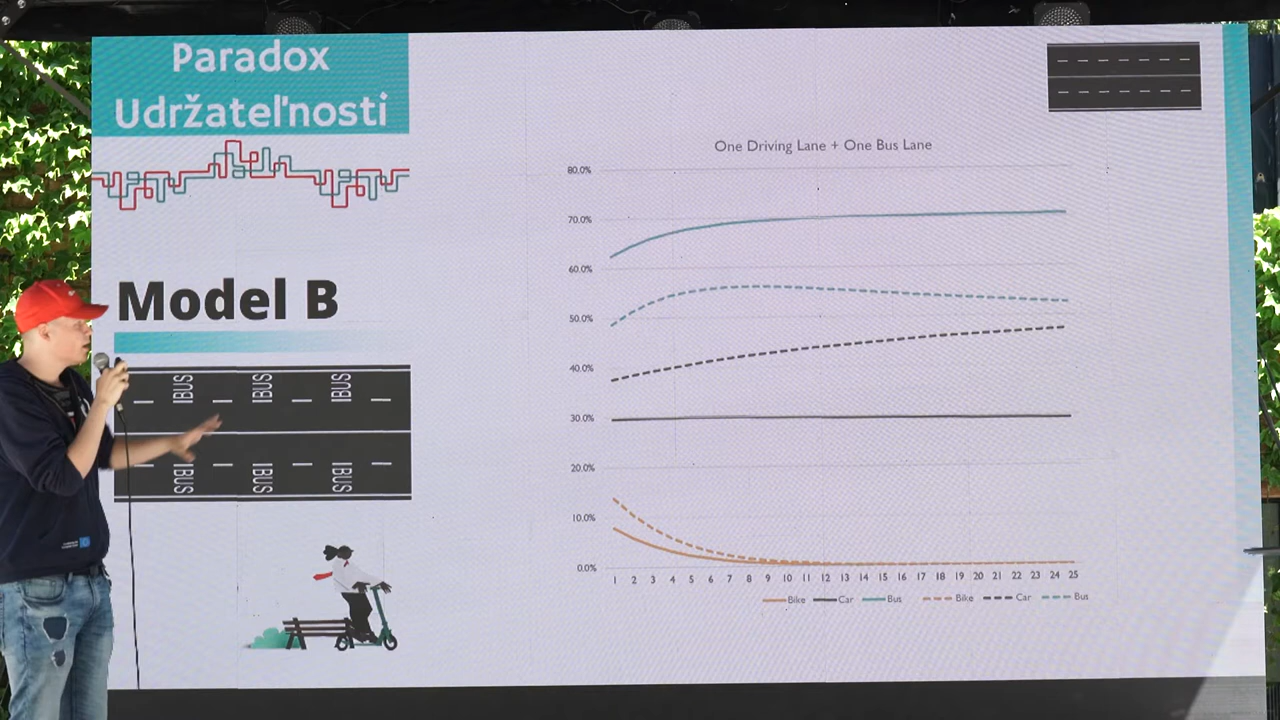 Paradox
Udržateľnosti
Model B
BUS BUS BUS
BUS BUS BUS
One Driving Lane + One Bus Lane
80.0%
70.0%
60.0%
50.0%
40.0%
30.0%
20.0%
10.0%
0.0%
1 2 3 4 5 6 7 8 9 10 11 12 13 14 15 16 17 18 19 20 21 22 23 24 25
Bike Car Bus Bike Car Bus